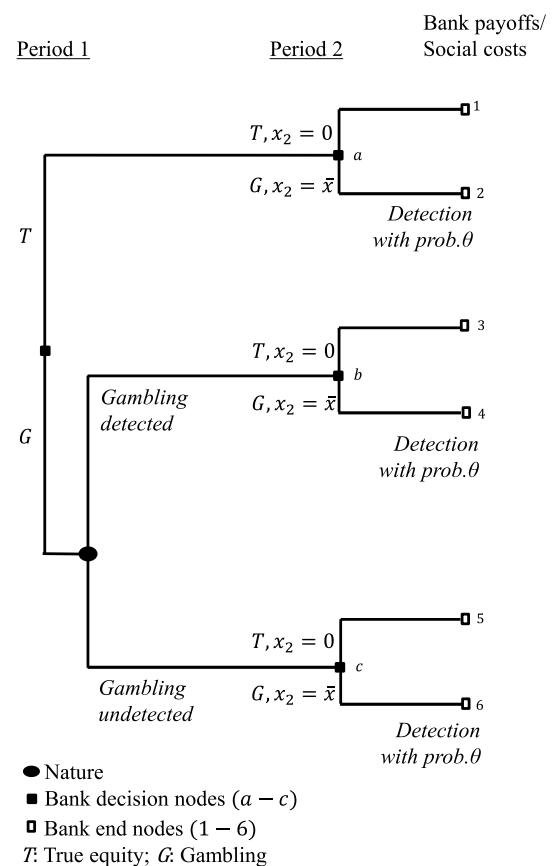 Period 1
Period 2
Bank payoffs/
Social costs
T, x₂ = 0
1
a
G, x₂ = x̄
2
Detection
with prob.θ
T
T, x₂ = 0
3
b
Gambling
detected
G, x₂ = x̄
4
Detection
with prob.θ
G
T, x₂ = 0
5
c
Gambling
undetected
G, x₂ = x̄
6
Detection
with prob.θ
Nature
Bank decision nodes (a − c)
Bank end nodes (1 − 6)
T: True equity; G: Gambling